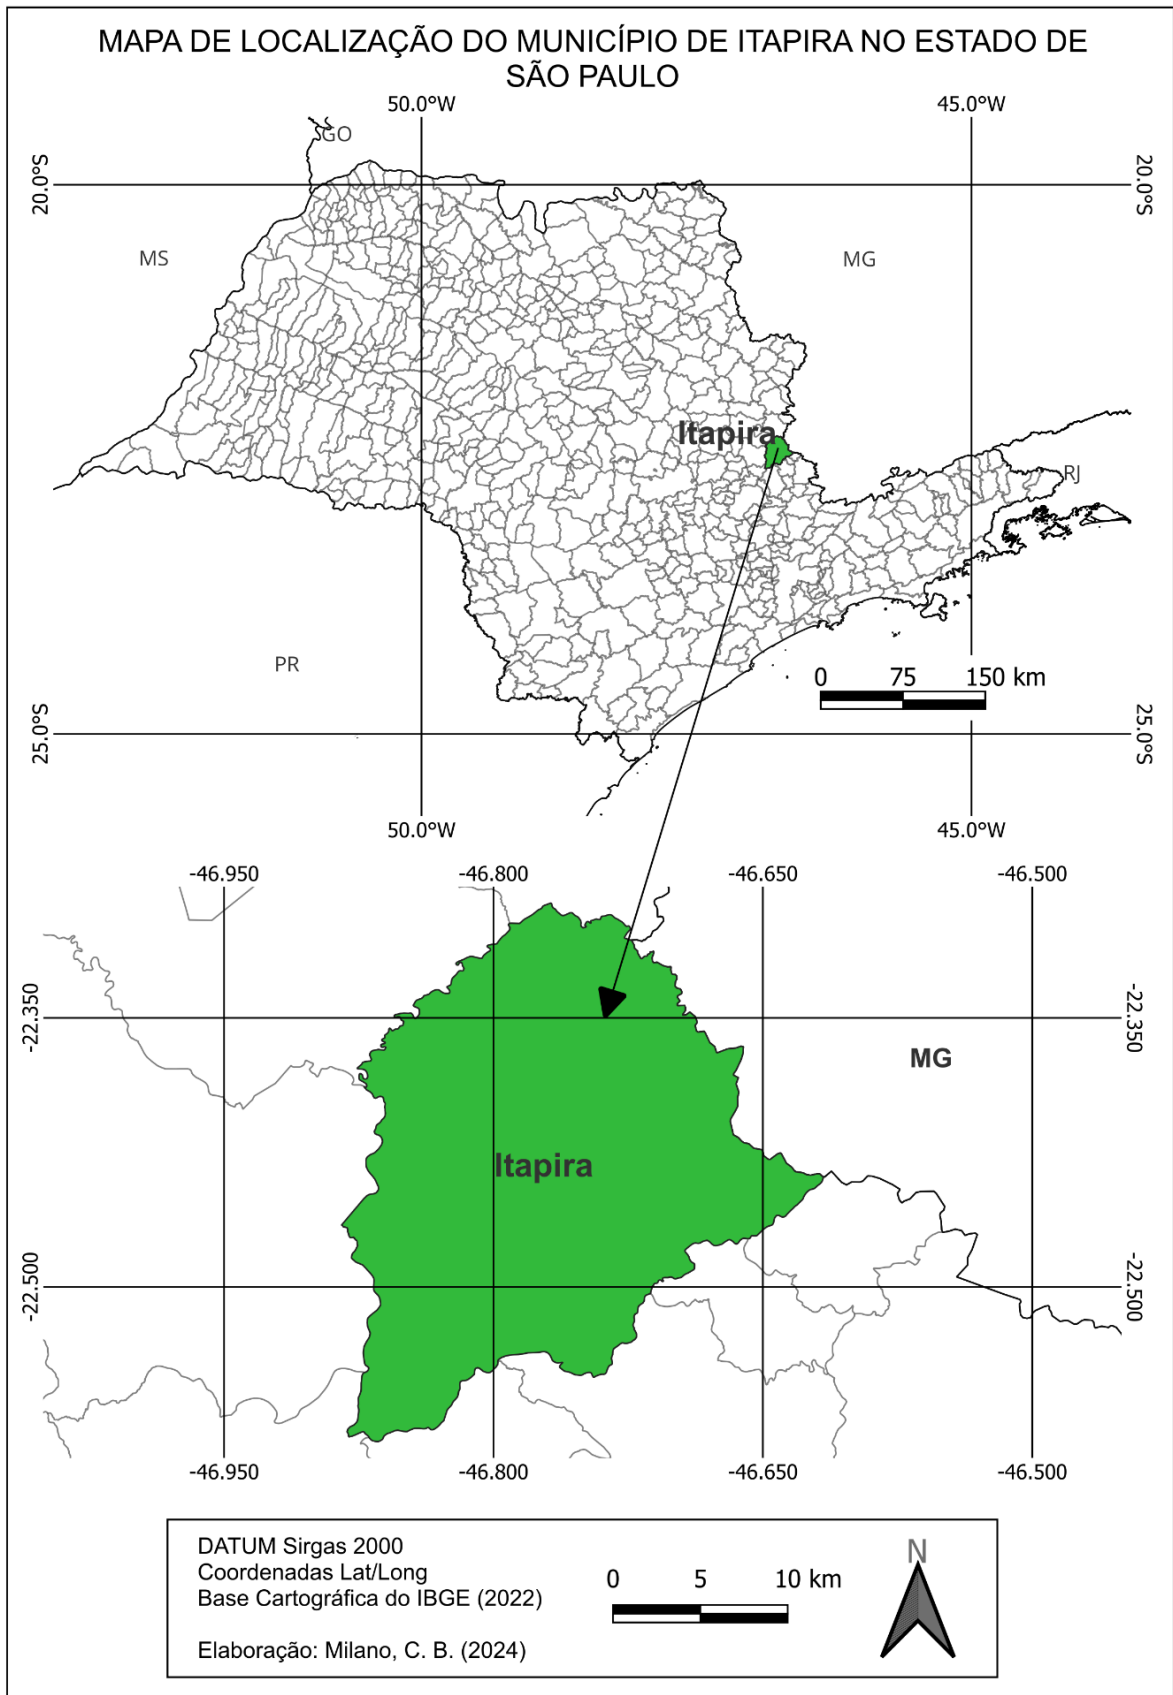 MAPA DE LOCALIZAÇÃO DO MUNICÍPIO DE ITAPIRA NO ESTADO DE
SÃO PAULO
50.0°W 45.0°W
GO
20.0°S 20.0°S
MS MG
Itapira
RJ
PR
0 75 150 km
25.0°S 25.0°S
50.0°W 45.0°W
-46.950 -46.800 -46.650 -46.500
-22.350 -22.350
MG
Itapira
-22.500 -22.500
-46.950 -46.800 -46.650 -46.500
DATUM Sirgas 2000
Coordenadas Lat/Long
Base Cartográfica do IBGE (2022)
Elaboração: Milano, C. B. (2024)
0 5 10 km
N